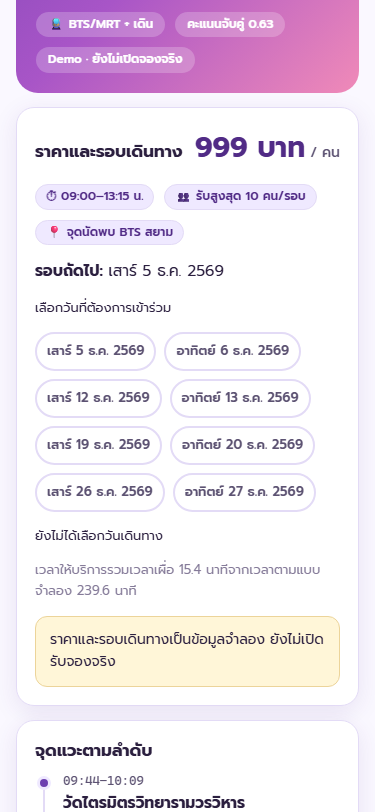 BTS/MRT + เดิน
คะแนนจับคู่ 0.63
Demo · ยังไม่เปิดจองจริง
ราคาและรอบเดินทาง 999 บาท / คน
⏱ 09:00–13:15 น.
👥 รับสูงสุด 10 คน/รอบ
📍 จุดนัดพบ BTS สยาม
รอบถัดไป: เสาร์ 5 ธ.ค. 2569
เลือกวันที่ต้องการเข้าร่วม
เสาร์ 5 ธ.ค. 2569
อาทิตย์ 6 ธ.ค. 2569
เสาร์ 12 ธ.ค. 2569
อาทิตย์ 13 ธ.ค. 2569
เสาร์ 19 ธ.ค. 2569
อาทิตย์ 20 ธ.ค. 2569
เสาร์ 26 ธ.ค. 2569
อาทิตย์ 27 ธ.ค. 2569
ยังไม่ได้เลือกวันเดินทาง
เวลาให้บริการรวมเวลาเผื่อ 15.4 นาทีจากเวลาตามแบบ
จำลอง 239.6 นาที
ราคาและรอบเดินทางเป็นข้อมูลจำลอง ยังไม่เปิด
รับจองจริง
จุดแวะตามลำดับ
09:44–10:09
วัดไตรมิตรวิทยารามวรวิหาร